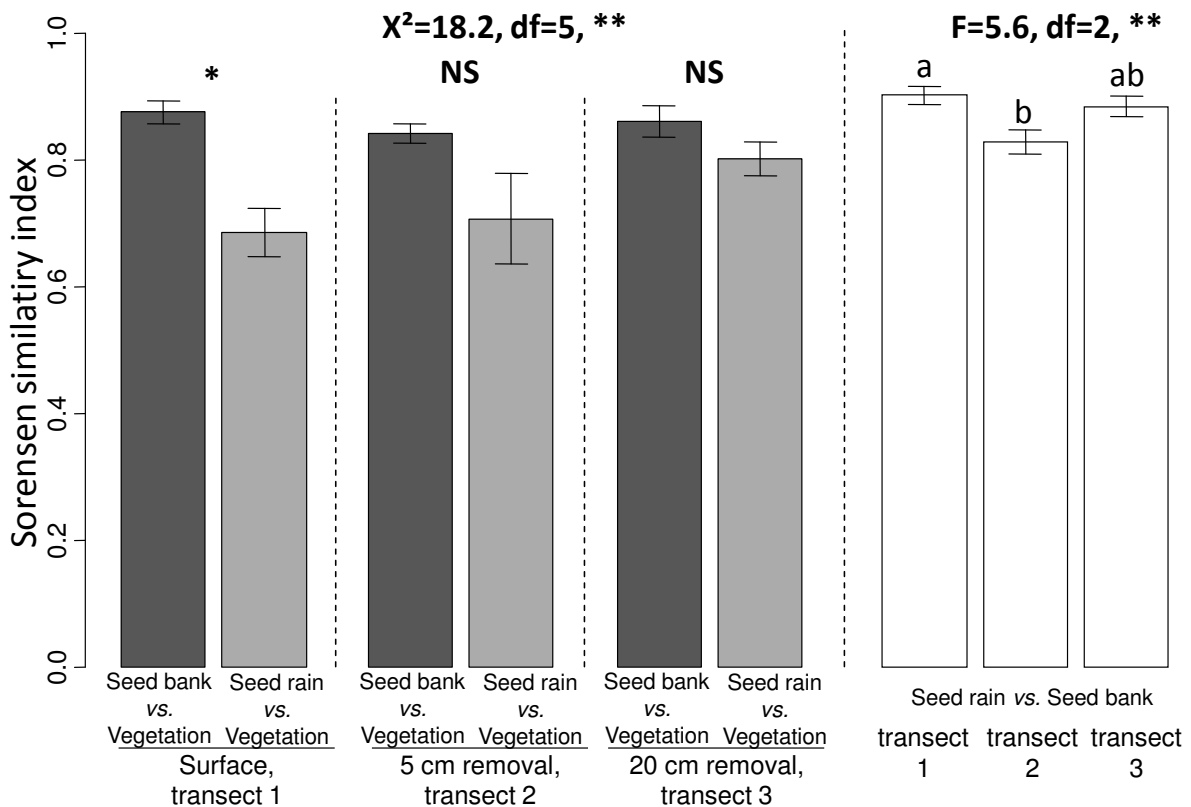 X²=18.2, df=5, **
F=5.6, df=2, **
*
NS
NS
a
b
ab
Sorensen similatiry index
1.0
0.8
0.6
0.4
0.2
0.0
Seed bank
vs.
Vegetation
Seed rain
vs.
Vegetation
Surface,
transect 1
Seed bank
vs.
Vegetation
Seed rain
vs.
Vegetation
5 cm removal,
transect 2
Seed bank
vs.
Vegetation
Seed rain
vs.
Vegetation
20 cm removal,
transect 3
Seed rain vs. Seed bank
transect
1
transect
2
transect
3